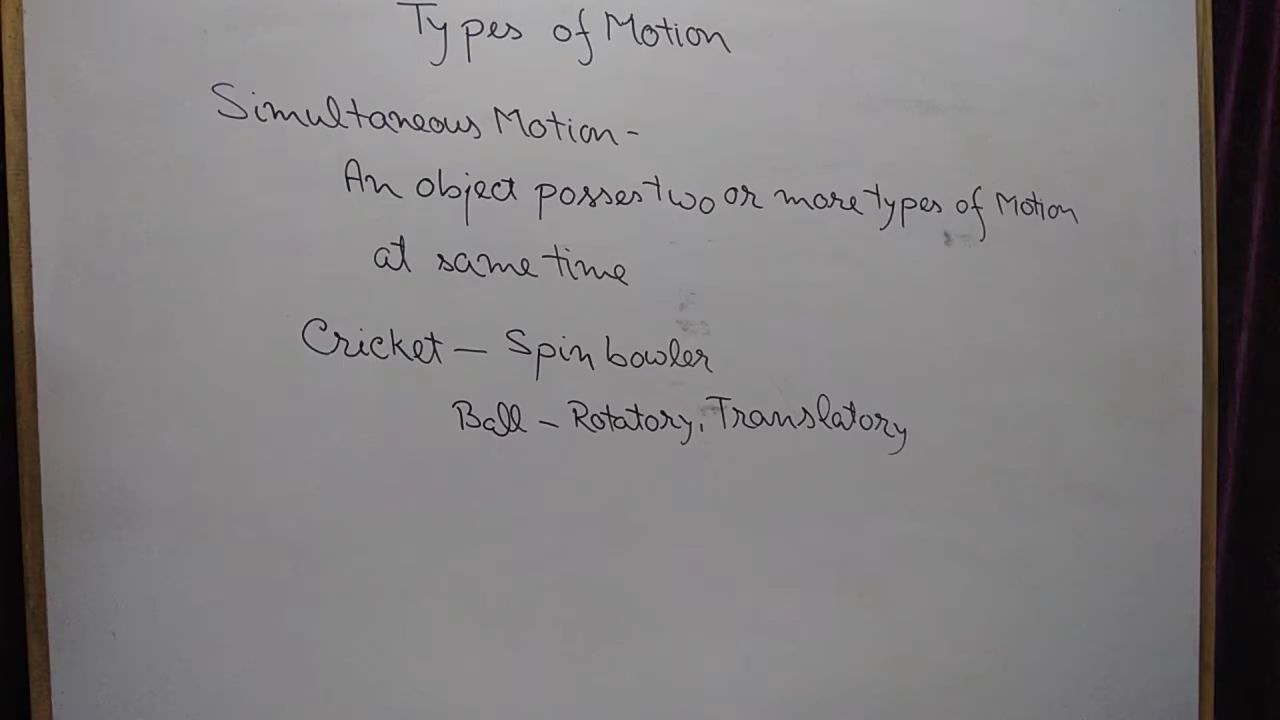 Types of Motion
Simultaneous Motion-
An object posses two or more types of Motion
at same time
Cricket - Spin bowler
Ball - Rotatory, Translatory